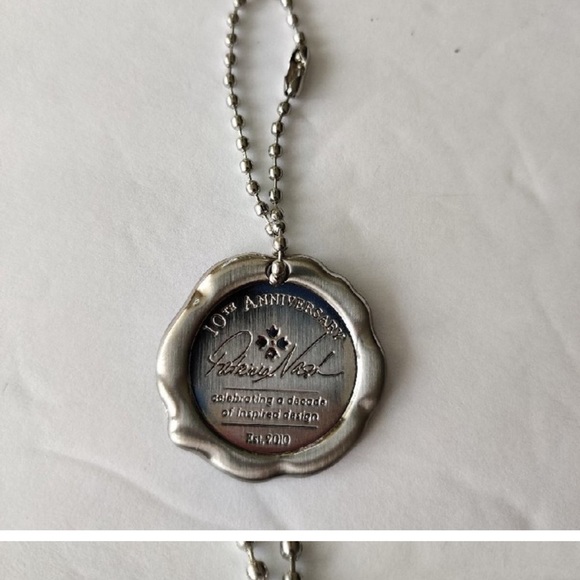 10TH ANNIVERSARY
Patricia Nash
celebrating a decade
of inspired design
Est. 2010